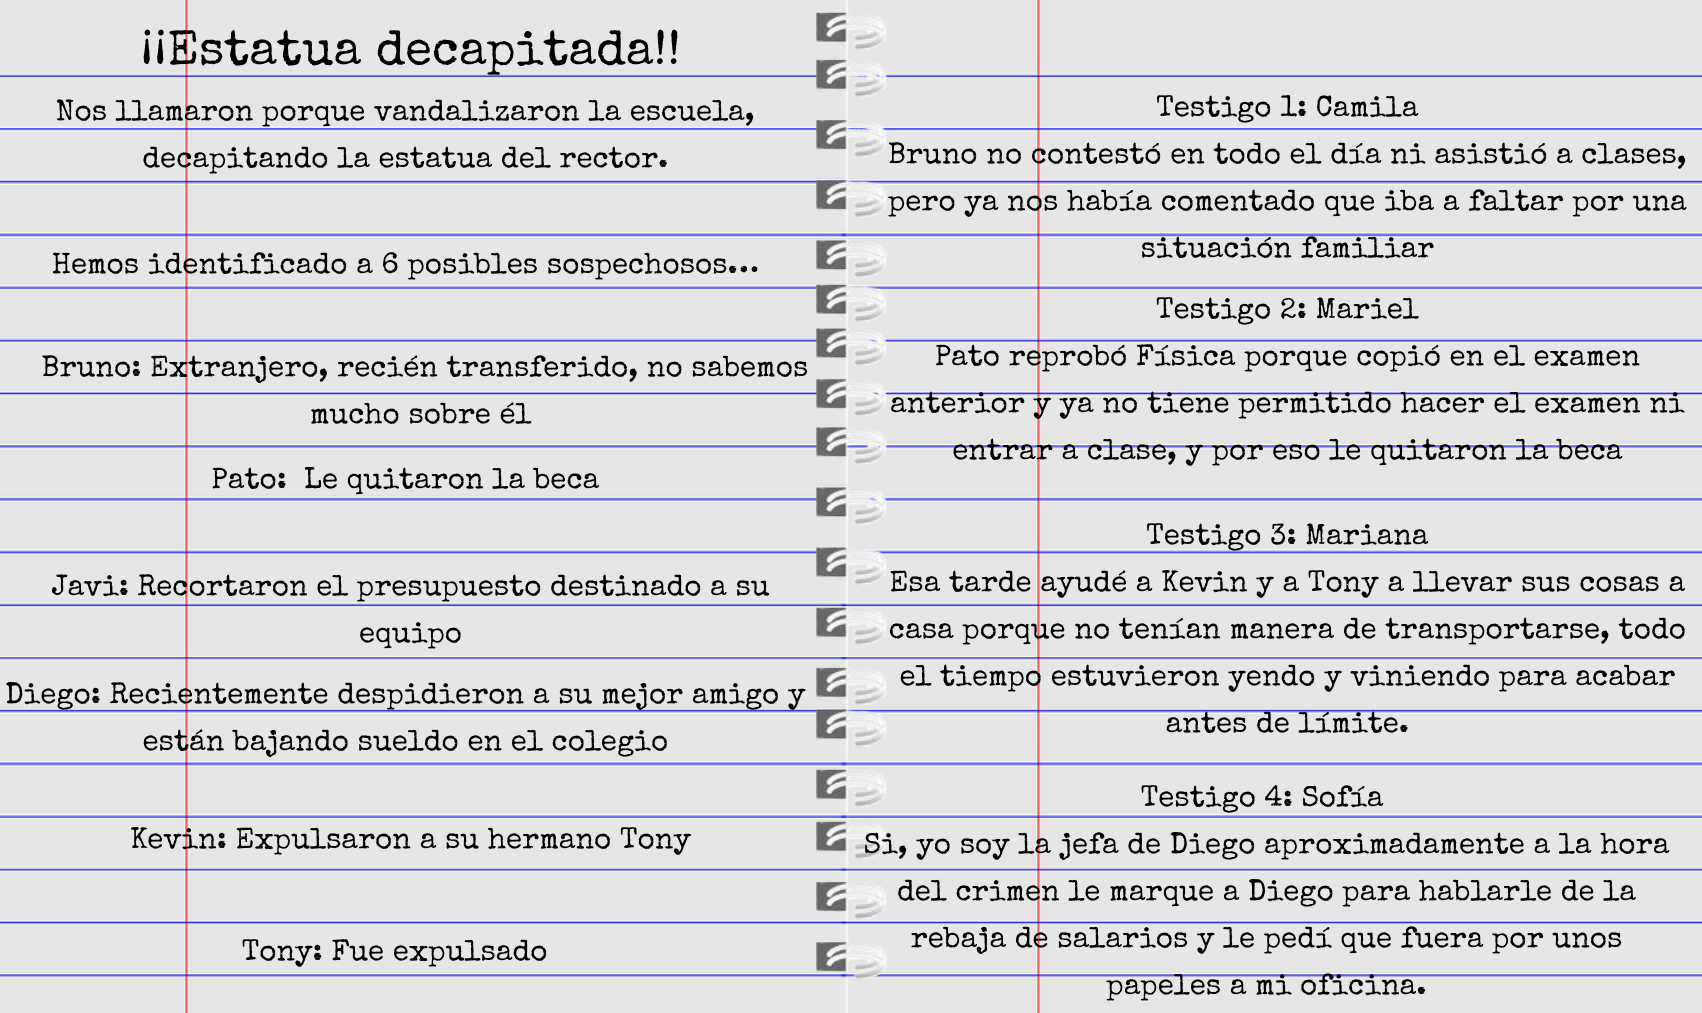 ¡¡Estatua decapitada!!
Nos llamaron porque vandalizaron la escuela,
decapitando la estatua del rector.
Hemos identificado a 6 posibles sospechosos...
Bruno: Extranjero, recién transferido, no sabemos
mucho sobre él
Pato: Le quitaron la beca
Javi: Recortaron el presupuesto destinado a su
equipo
Diego: Recientemente despidieron a su mejor amigo y
están bajando sueldo en el colegio
Kevin: Expulsaron a su hermano Tony
Tony: Fue expulsado
Testigo 1: Camila
Bruno no contestó en todo el día ni asistió a clases,
pero ya nos había comentado que iba a faltar por una
situación familiar
Testigo 2: Mariel
Pato reprobó Física porque copió en el examen
anterior y ya no tiene permitido hacer el examen ni
entrar a clase, y por eso le quitaron la beca
Testigo 3: Mariana
Esa tarde ayudé a Kevin y a Tony a llevar sus cosas a
casa porque no tenían manera de transportarse, todo
el tiempo estuvieron yendo y viniendo para acabar
antes de límite.
Testigo 4: Sofía
Si, yo soy la jefa de Diego aproximadamente a la hora
del crimen le marque a Diego para hablarle de la
rebaja de salarios y le pedí que fuera por unos
papeles a mi oficina.